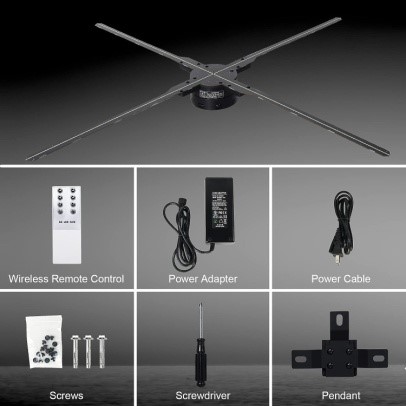 Wireless Remote Control
Power Adapter
Power Cable
Screws
Screwdriver
Pendant